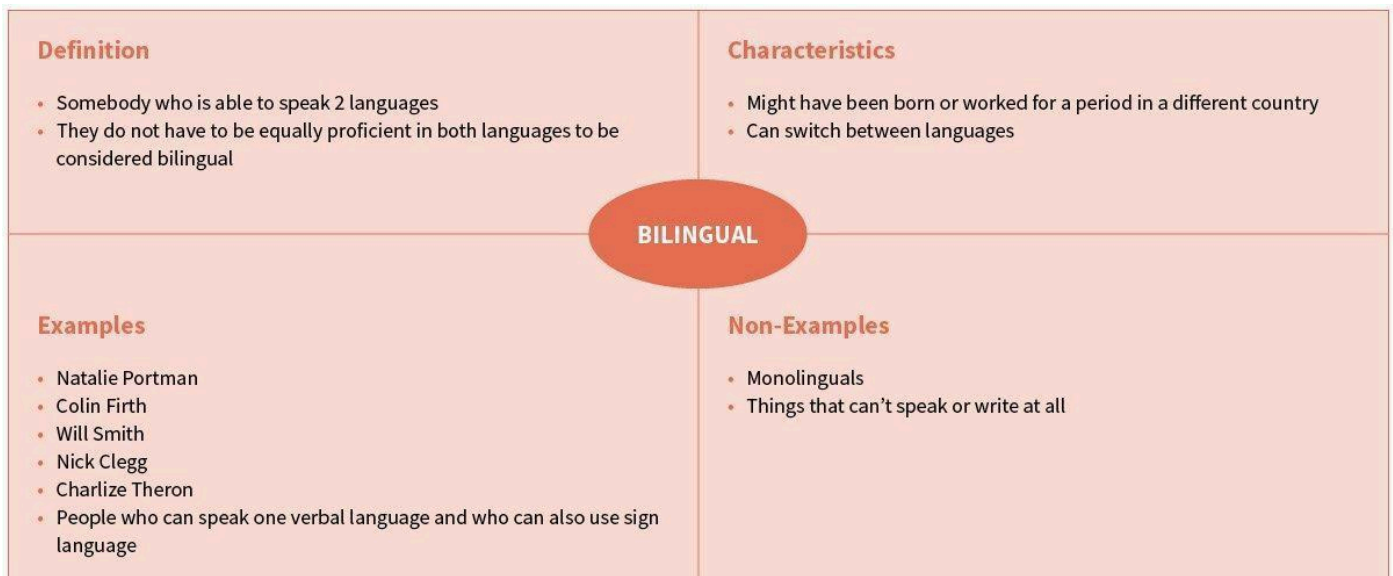 Definition
• Somebody who is able to speak 2 languages
• They do not have to be equally proficient in both languages to be
considered bilingual
Characteristics
• Might have been born or worked for a period in a different country
• Can switch between languages
BILINGUAL
Examples
• Natalie Portman
• Colin Firth
• Will Smith
• Nick Clegg
• Charlize Theron
• People who can speak one verbal language and who can also use sign
language
Non-Examples
• Monolinguals
• Things that can’t speak or write at all